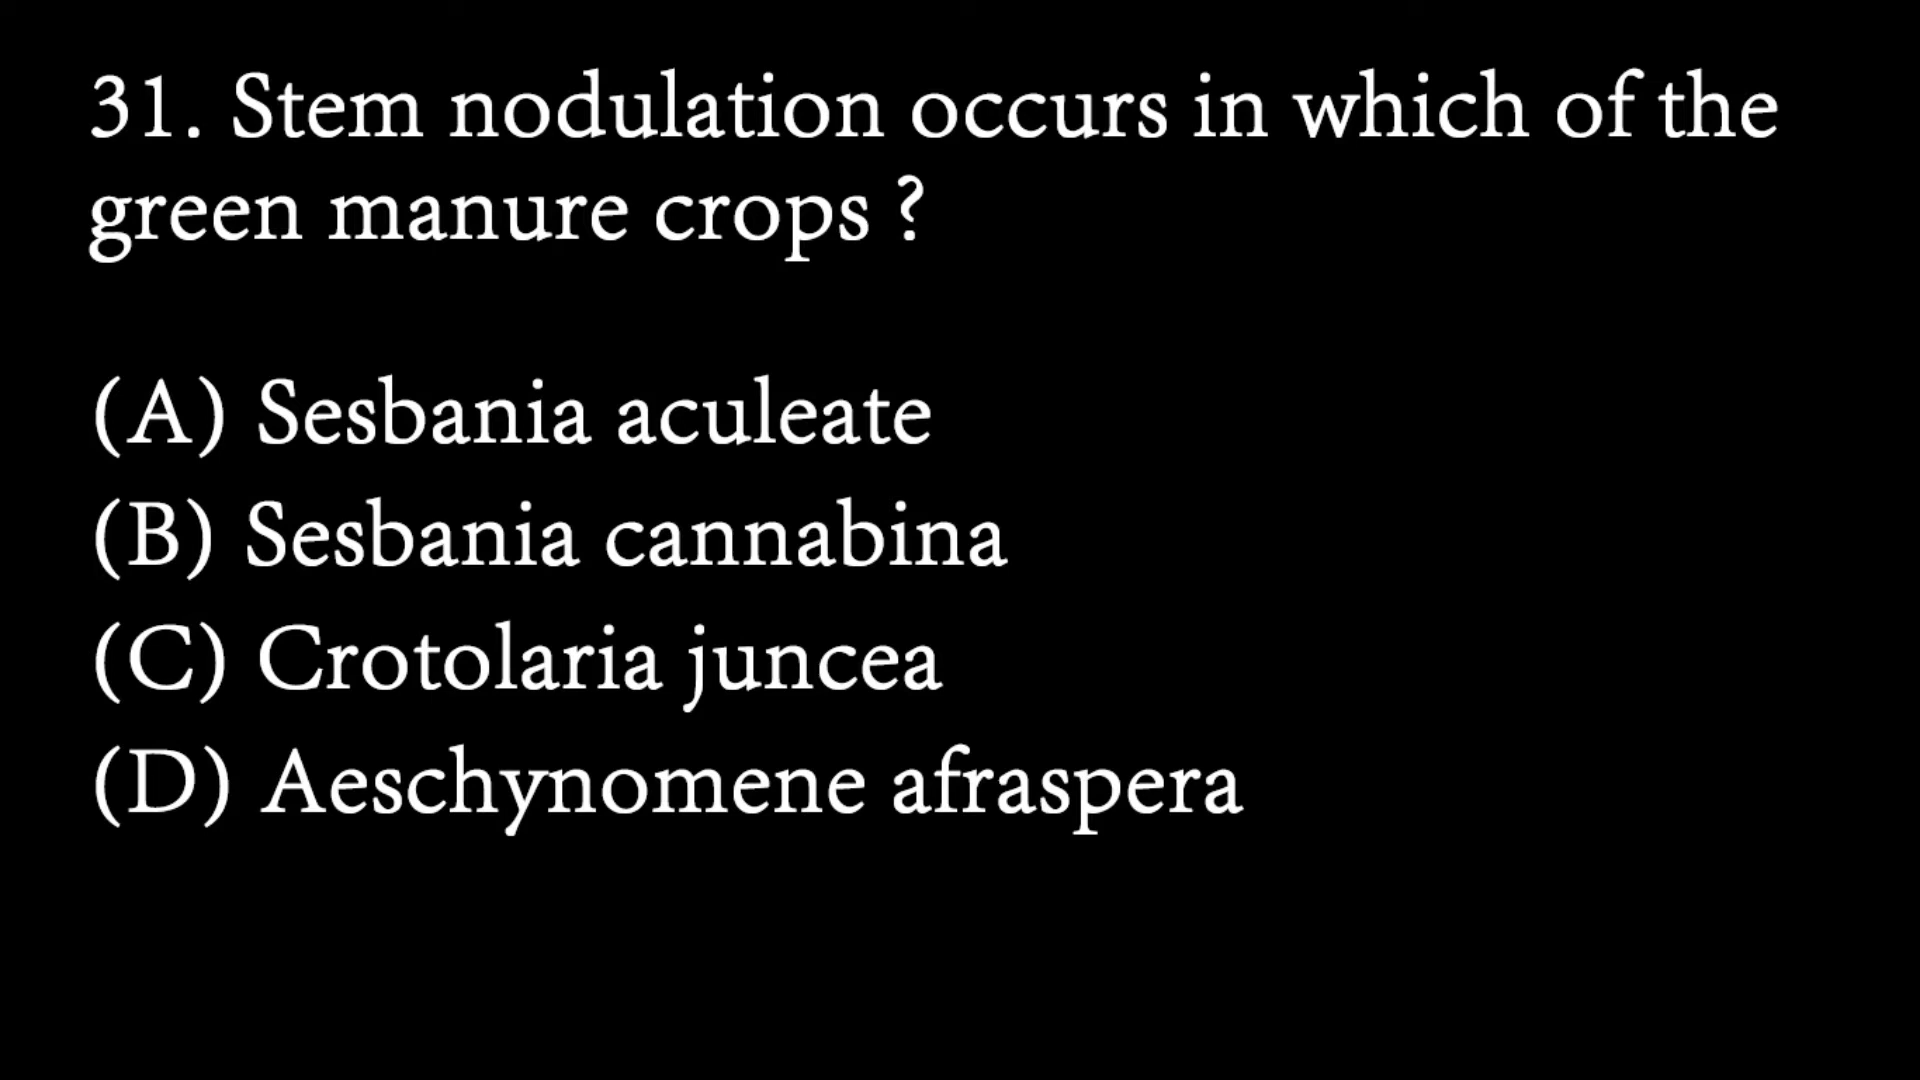 31. Stem nodulation occurs in which of the
green manure crops ?
(A) Sesbania aculeate
(B) Sesbania cannabina
(C) Crotolaria juncea
(D) Aeschynomene afraspera